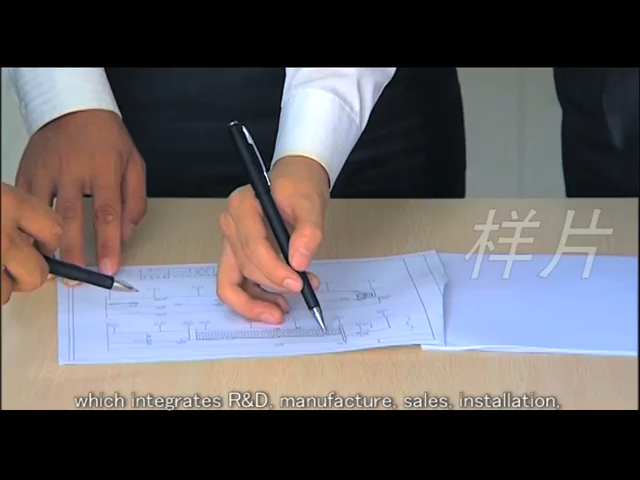 样片
which integrates R&D, manufacture, sales, installation,